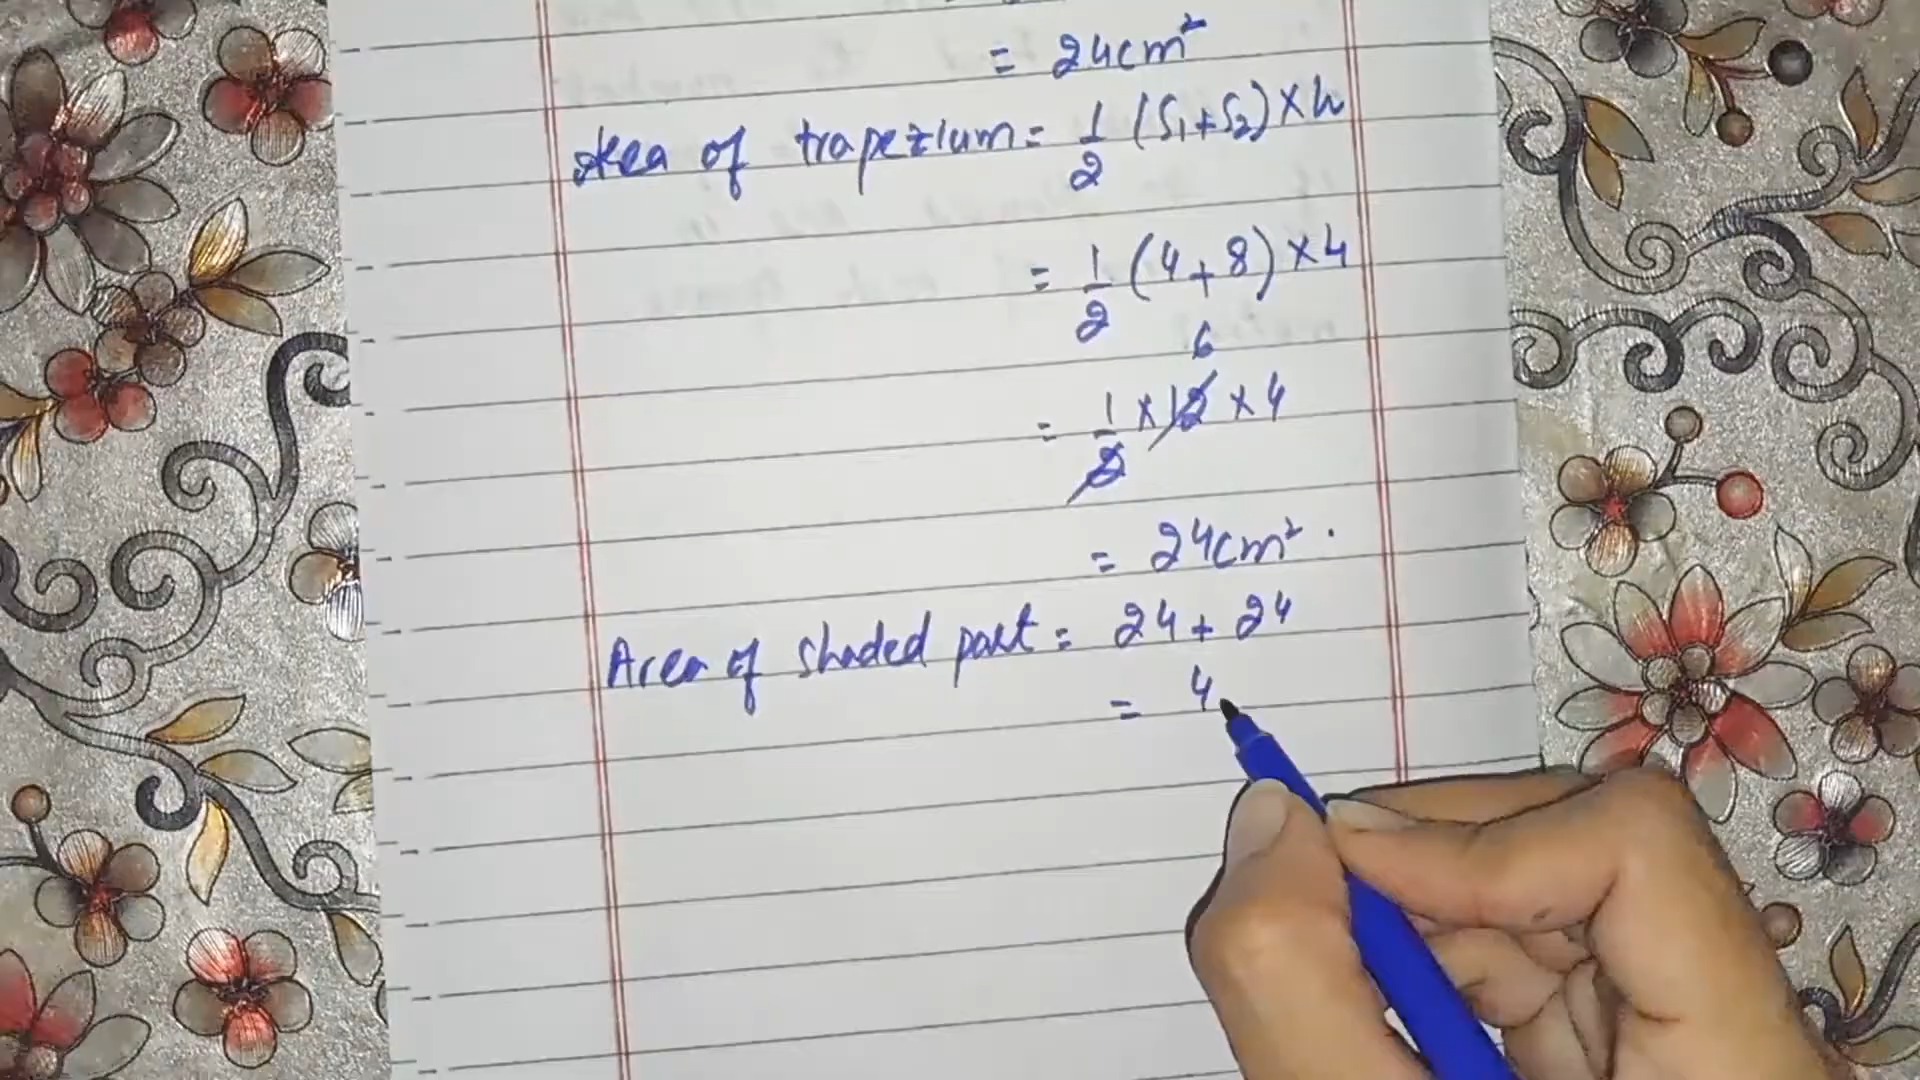 = 24cm²
Area of trapezium = 1/2 (S₁+S₂)×h
= 1/2 (4+8)×4
6
= 1/2 ×12 ×4
= 24cm².
Area of shaded part = 24 + 24
= 4